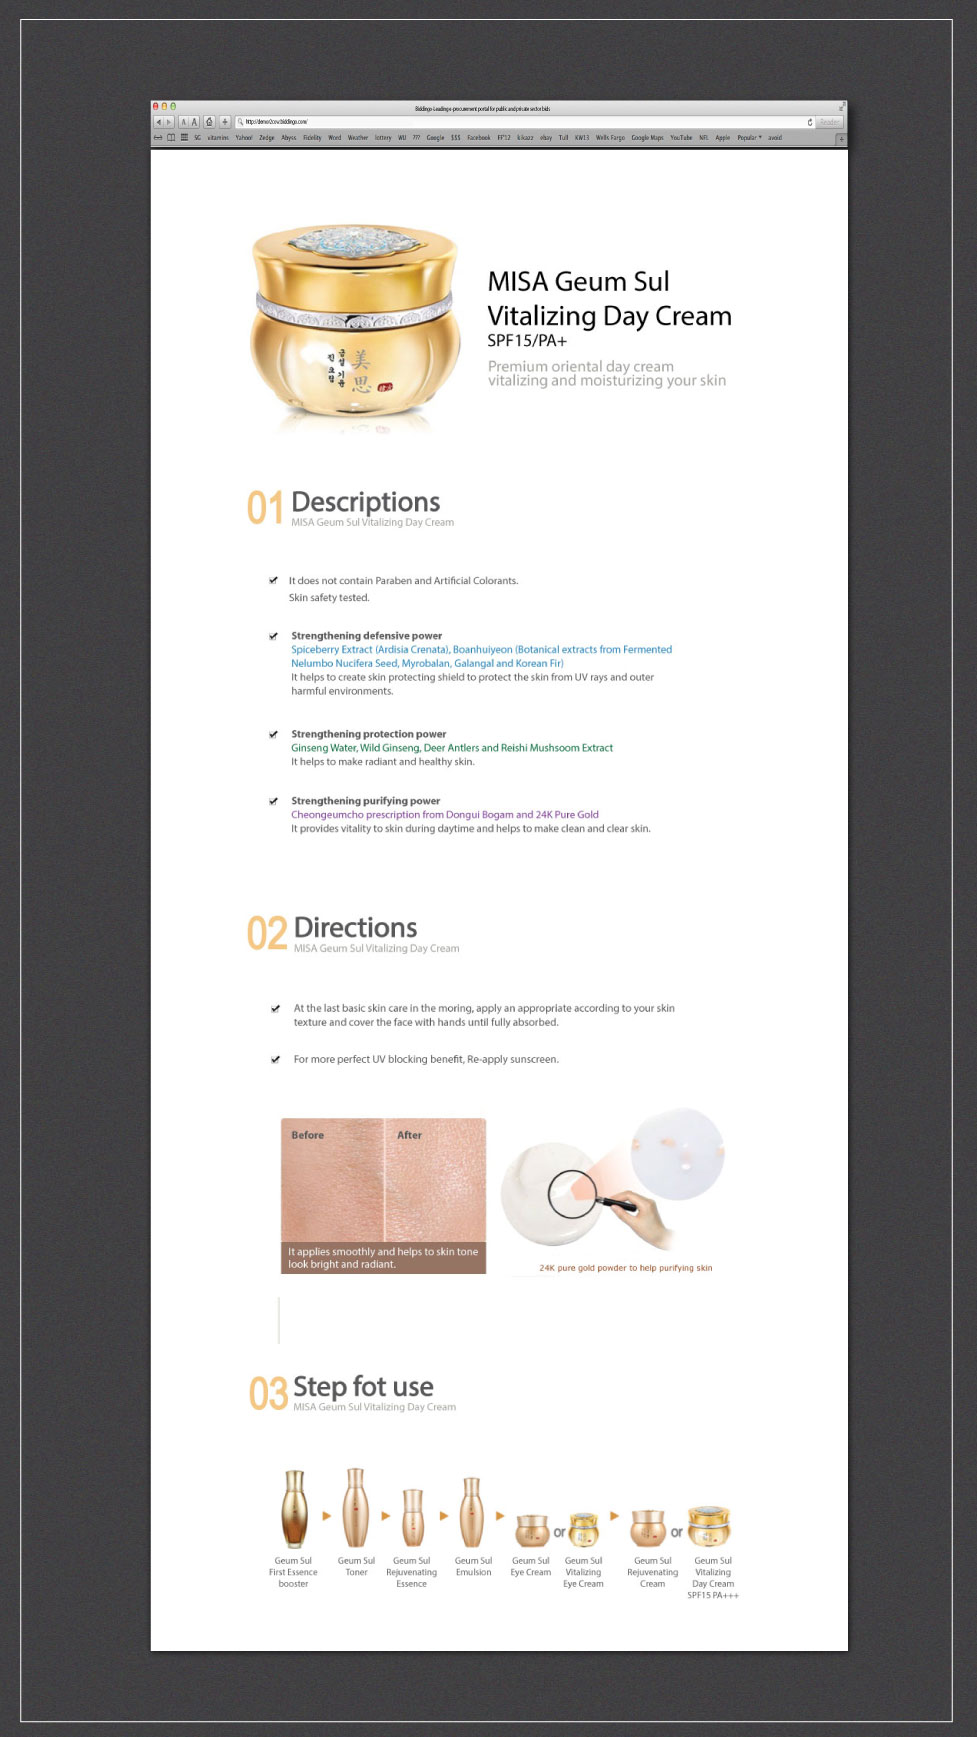 Biddingo-Leading e-procurement portal for public and private sector bids
http://demov2cow.biddingo.com/
Reader
SG vitamins Yahoo! Zedge Abyss Fidelity Word Weather lottery WU ??? Google $$$ Facebook FF'12 kikazz ebay Tull KW13 Wells Fargo Google Maps YouTube NFL Apple Popular avoid
MISA Geum Sul
Vitalizing Day Cream
SPF15/PA+
Premium oriental day cream
vitalizing and moisturizing your skin
美思
금설 기윤
진 크림
01 Descriptions
MISA Geum Sul Vitalizing Day Cream
It does not contain Paraben and Artificial Colorants.
Skin safety tested.
Strengthening defensive power
Spiceberry Extract (Ardisia Crenata), Boanhuiyeon (Botanical extracts from Fermented
Nelumbo Nucifera Seed, Myrobalan, Galangal and Korean Fir)
It helps to create skin protecting shield to protect the skin from UV rays and outer
harmful environments.
Strengthening protection power
Ginseng Water, Wild Ginseng, Deer Antlers and Reishi Mushsoom Extract
It helps to make radiant and healthy skin.
Strengthening purifying power
Cheongeumcho prescription from Dongui Bogam and 24K Pure Gold
It provides vitality to skin during daytime and helps to make clean and clear skin.
02 Directions
MISA Geum Sul Vitalizing Day Cream
At the last basic skin care in the moring, apply an appropriate according to your skin
texture and cover the face with hands until fully absorbed.
For more perfect UV blocking benefit, Re-apply sunscreen.
Before After
It applies smoothly and helps to skin tone
look bright and radiant.
24K pure gold powder to help purifying skin
03 Step fot use
MISA Geum Sul Vitalizing Day Cream
or or
Geum Sul
First Essence
booster
Geum Sul
Toner
Geum Sul
Rejuvenating
Essence
Geum Sul
Emulsion
Geum Sul
Eye Cream
Geum Sul
Vitalizing
Eye Cream
Geum Sul
Rejuvenating
Cream
Geum Sul
Vitalizing
Day Cream
SPF15 PA+++